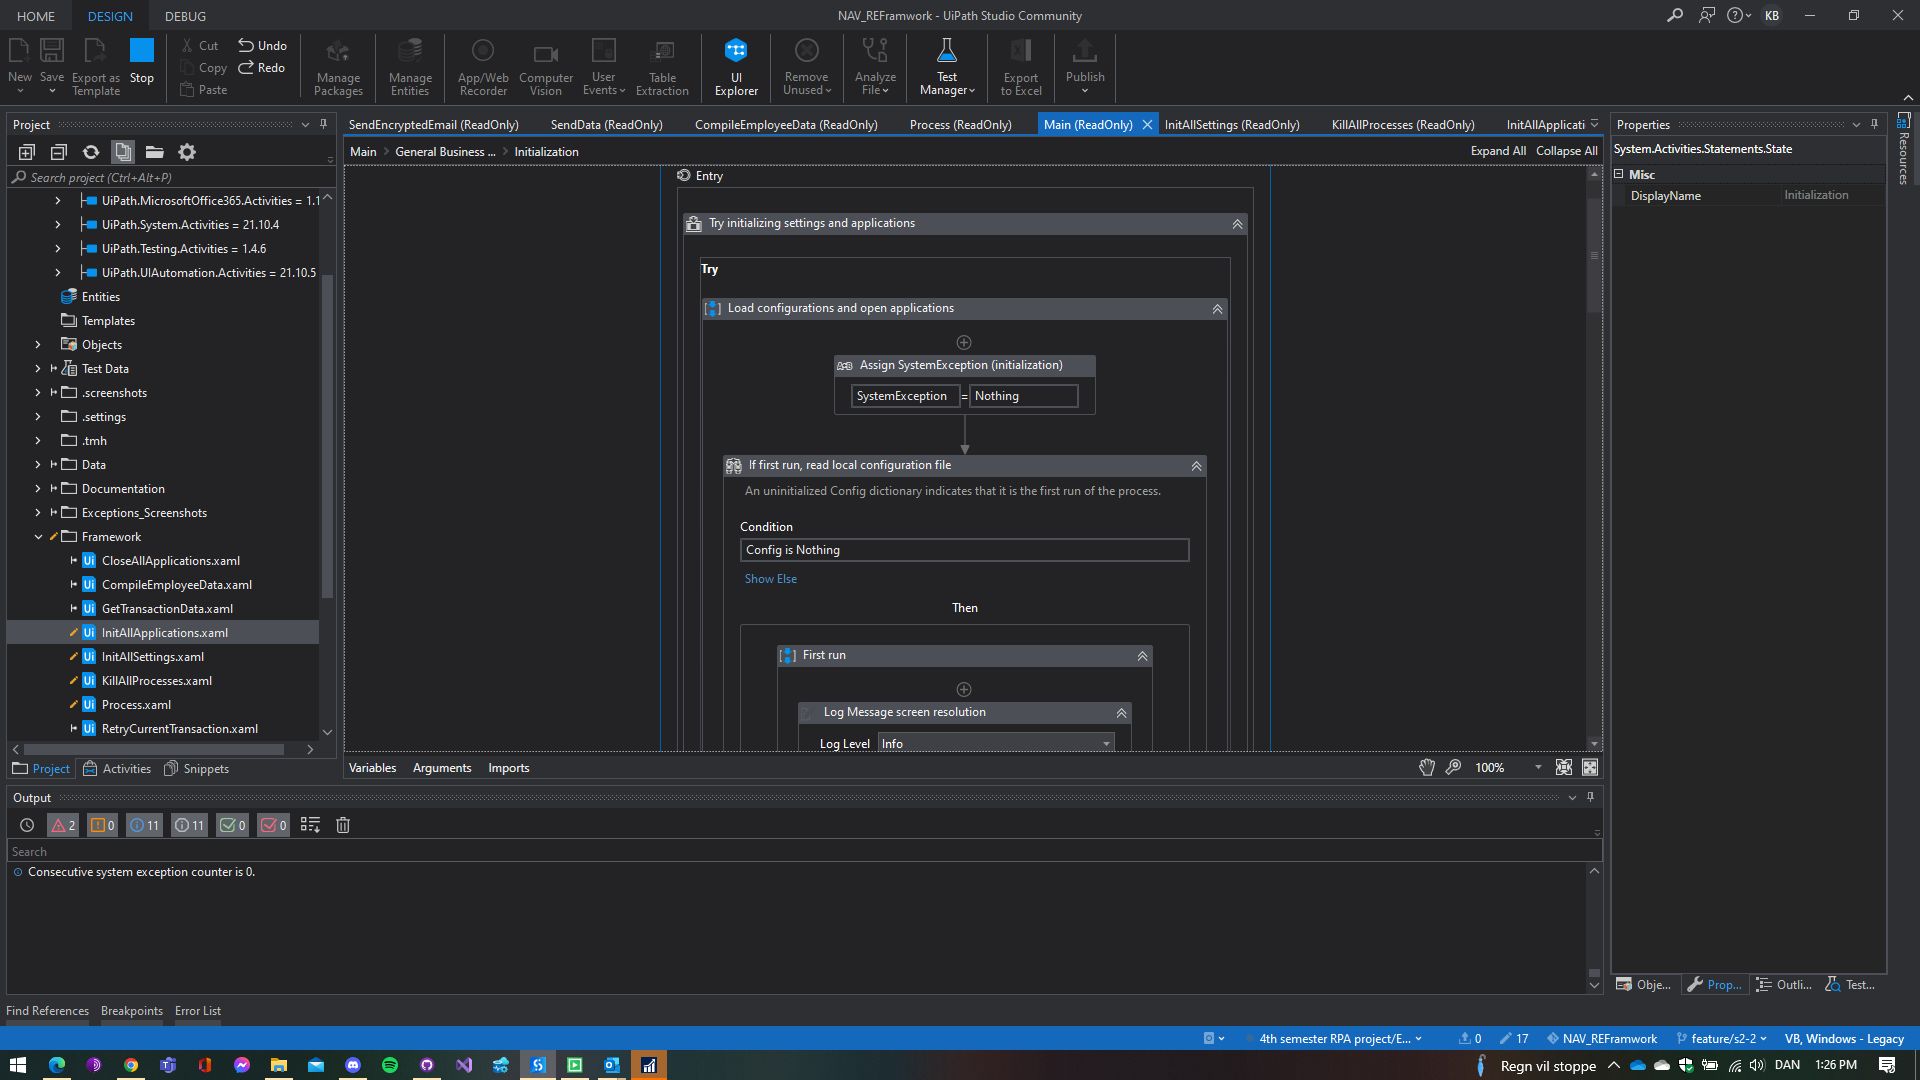 HOME
DESIGN
DEBUG
NAV_REFramwork - UiPath Studio Community
KB
New
Save
Export as Template
Stop
Cut
Copy
Paste
Undo
Redo
Manage Packages
Manage Entities
App/Web Recorder
Computer Vision
User Events
Table Extraction
UI Explorer
Remove Unused
Analyze File
Test Manager
Export to Excel
Publish
Project
Search project (Ctrl+Alt+P)
UiPath.MicrosoftOffice365.Activities = 1.1
UiPath.System.Activities = 21.10.4
UiPath.Testing.Activities = 1.4.6
UiPath.UIAutomation.Activities = 21.10.5
Entities
Templates
Objects
Test Data
.screenshots
.settings
.tmh
Data
Documentation
Exceptions_Screenshots
Framework
CloseAllApplications.xaml
CompileEmployeeData.xaml
GetTransactionData.xaml
InitAllApplications.xaml
InitAllSettings.xaml
KillAllProcesses.xaml
Process.xaml
RetryCurrentTransaction.xaml
Project
Activities
Snippets
SendEncryptedEmail (ReadOnly)
SendData (ReadOnly)
CompileEmployeeData (ReadOnly)
Process (ReadOnly)
Main (ReadOnly)
InitAllSettings (ReadOnly)
KillAllProcesses (ReadOnly)
InitAllApplicati
Main
General Business ...
Initialization
Expand All
Collapse All
Entry
Try initializing settings and applications
Try
Load configurations and open applications
Assign SystemException (initialization)
SystemException = Nothing
If first run, read local configuration file
An uninitialized Config dictionary indicates that it is the first run of the process.
Condition
Config is Nothing
Show Else
Then
First run
Log Message screen resolution
Log Level
Info
Variables
Arguments
Imports
100%
Properties
System.Activities.Statements.State
Misc
DisplayName
Initialization
Resources
Obje...
Prop...
Outli...
Test...
Output
2
0
11
11
0
0
Search
Consecutive system exception counter is 0.
Find References
Breakpoints
Error List
4th semester RPA project/E...
0
17
NAV_REFramwork
feature/s2-2
VB, Windows - Legacy
Regn vil stoppe
DAN
1:26 PM